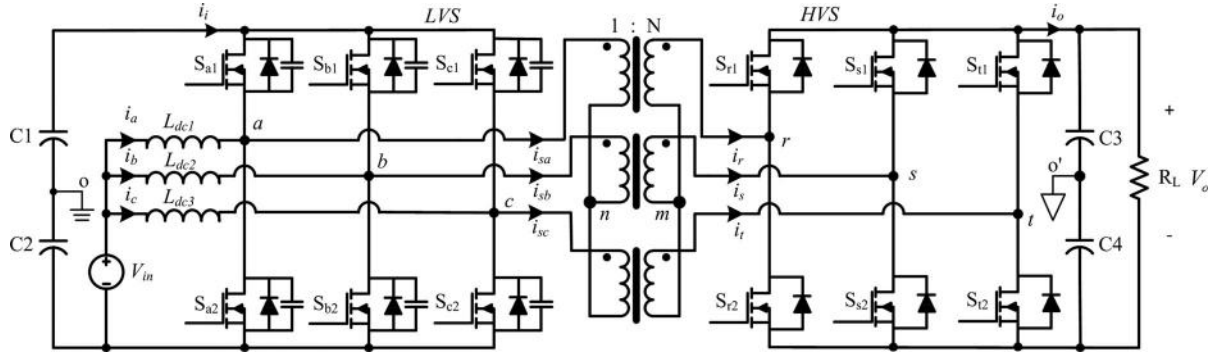 i_i LVS 1 : N HVS i_o
S_a1 S_b1 S_c1 S_r1 S_s1 S_t1
C1 i_a L_dc1 a i_sa r C3 +
i_b L_dc2 b i_sb i_r
o i_c L_dc3 c i_sc n m i_s s o' R_L V_o
i_t t
C2 V_in C4 -
S_a2 S_b2 S_c2 S_r2 S_s2 S_t2